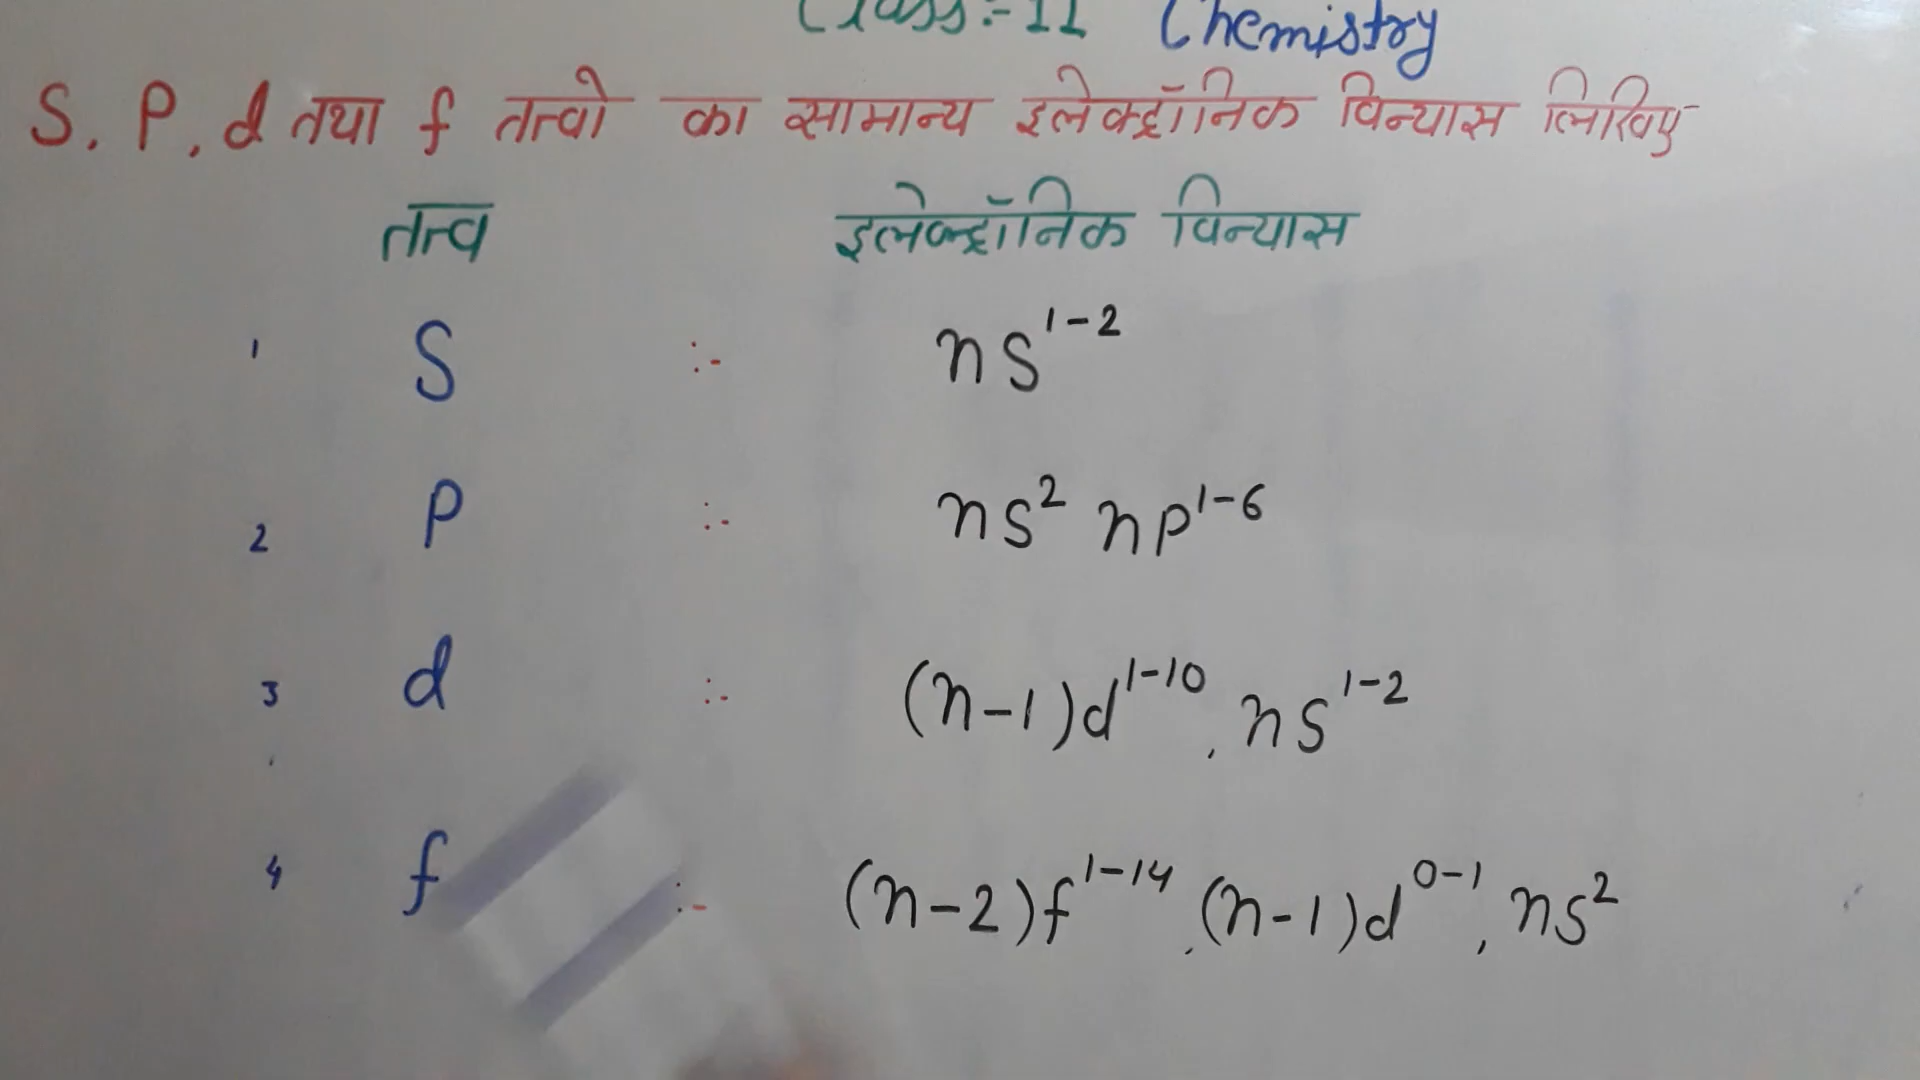 Class:-11 Chemistry
S, P, d तथा f तत्वो का सामान्य इलेक्ट्रॉनिक विन्यास लिखिए
तत्व इलेक्ट्रॉनिक विन्यास
1 S :- ns¹⁻²
2 P :- ns² np¹⁻⁶
3 d :- (n-1)d¹⁻¹⁰, ns¹⁻²
4 f :- (n-2)f¹⁻¹⁴, (n-1)d⁰⁻¹, ns²